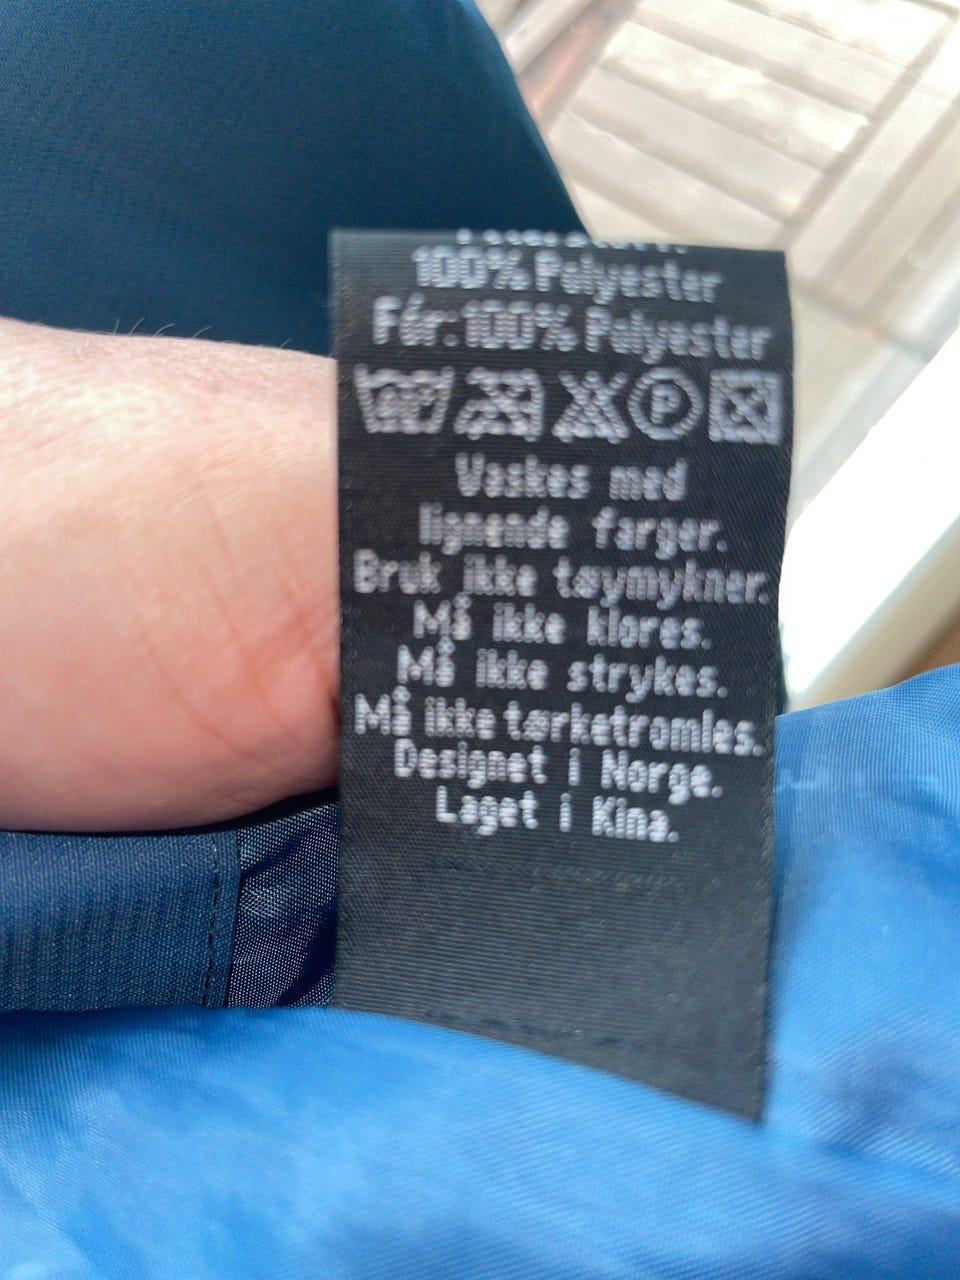 100% Polyester
Fôr: 100% Polyester
P
Vaskes med
lignende farger.
Bruk ikke tøymykner.
Må ikke klores.
Må ikke strykes.
Må ikke tørketromles.
Designet i Norge.
Laget i Kina.